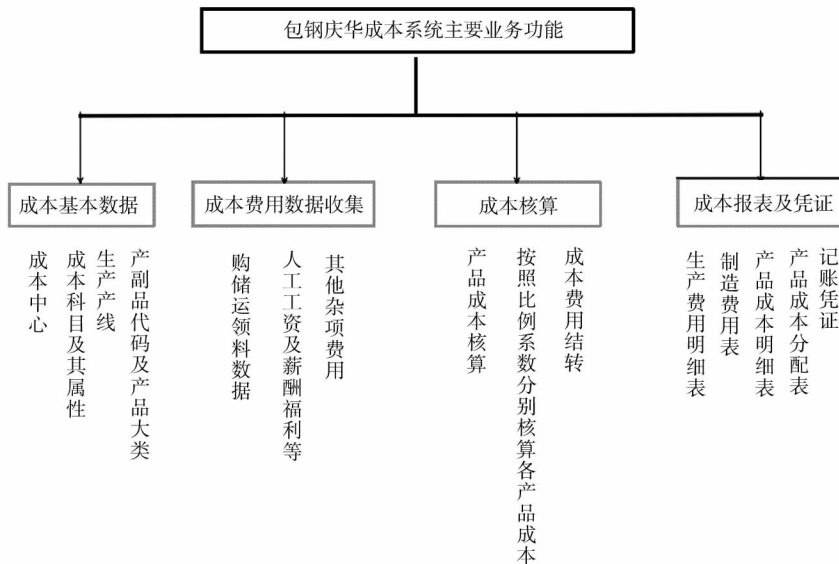 包钢庆华成本系统主要业务功能
成本基本数据
成本费用数据收集
成本核算
成本报表及凭证
成本中心
成本科目及其属性
生产产线
产副品代码及产品大类
购储运领料数据
人工工资及薪酬福利等
其他杂项费用
产品成本核算
按照比例系数分别核算各产品成本
成本费用结转
生产费用明细表
制造费用表
产品成本明细表
产品成本分配表
记账凭证